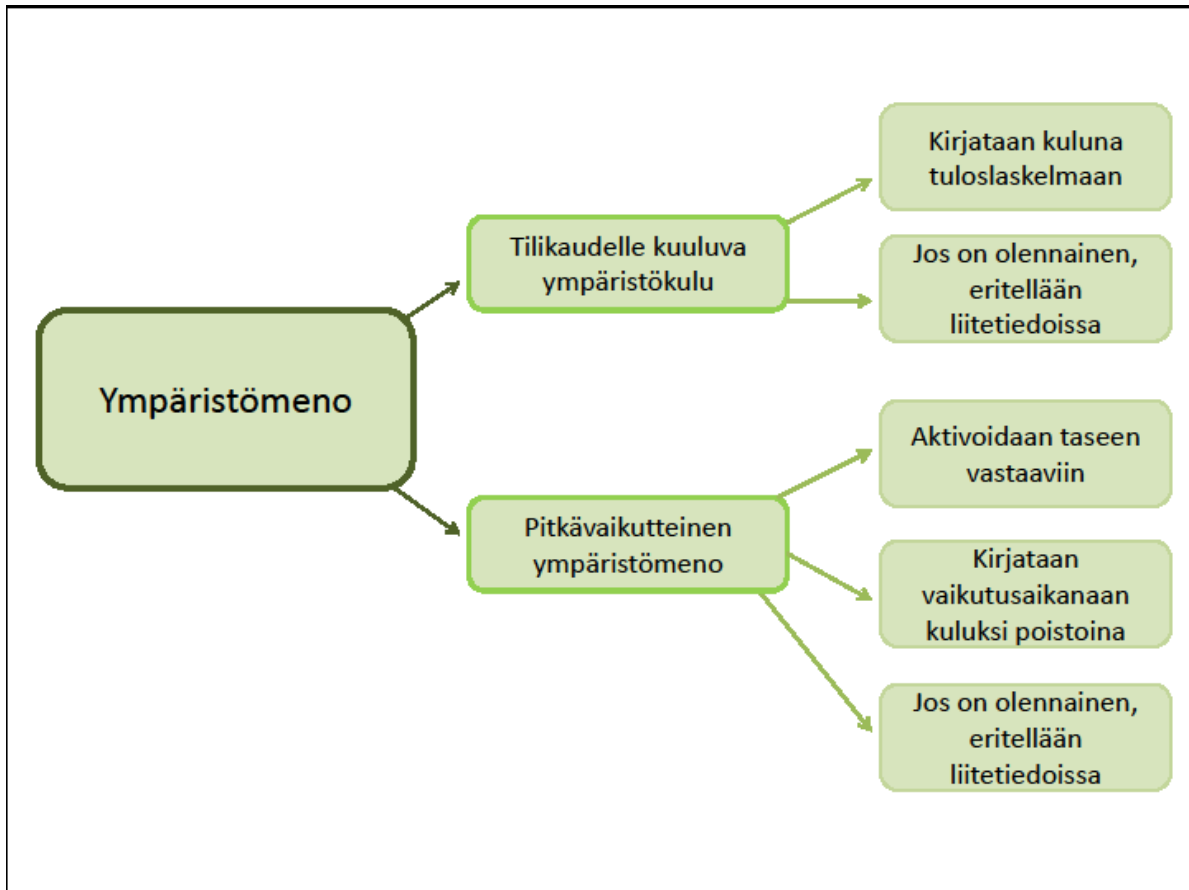 Ympäristömeno
Tilikaudelle kuuluva
ympäristökulu
Kirjataan kuluna
tuloslaskelmaan
Jos on olennainen,
eritellään
liitetiedoissa
Pitkävaikutteinen
ympäristömeno
Aktivoidaan taseen
vastaaviin
Kirjataan
vaikutusaikanaan
kuluksi poistoina
Jos on olennainen,
eritellään
liitetiedoissa